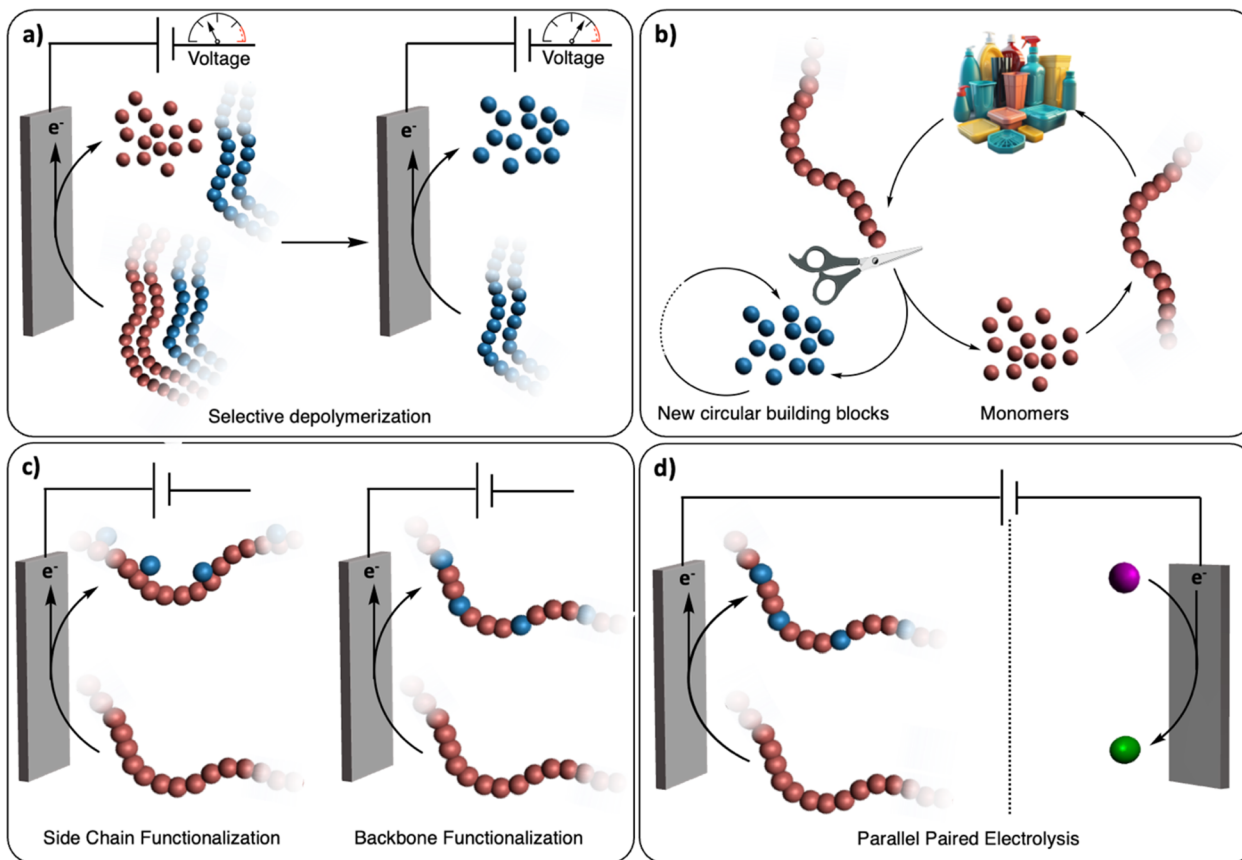 a)
Voltage
Voltage
e-
e-
Selective depolymerization
b)
New circular building blocks
Monomers
c)
e-
e-
Side Chain Functionalization
Backbone Functionalization
d)
e-
e-
Parallel Paired Electrolysis